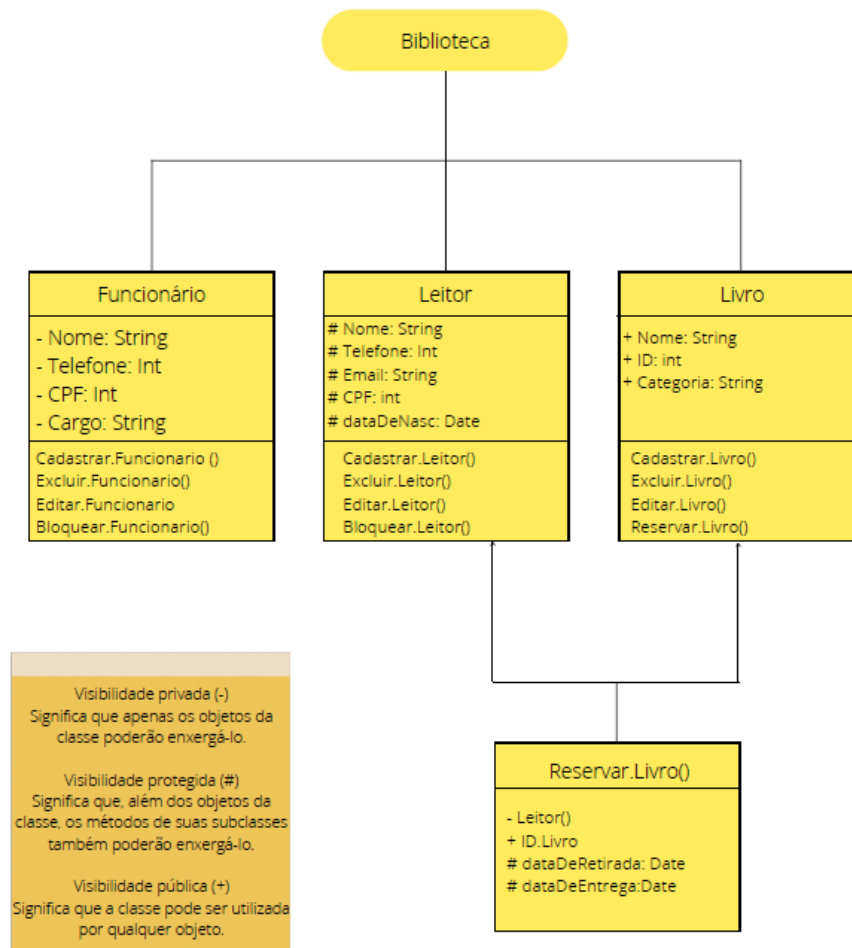 Biblioteca
Funcionário
- Nome: String
- Telefone: Int
- CPF: Int
- Cargo: String
Cadastrar.Funcionario ()
Excluir.Funcionario()
Editar.Funcionario
Bloquear.Funcionario()
Leitor
# Nome: String
# Telefone: Int
# Email: String
# CPF: int
# dataDeNasc: Date
Cadastrar.Leitor()
Excluir.Leitor()
Editar.Leitor()
Bloquear.Leitor()
Livro
+ Nome: String
+ ID: int
+ Categoria: String
Cadastrar.Livro()
Excluir.Livro()
Editar.Livro()
Reservar.Livro()
Visibilidade privada (-)
Significa que apenas os objetos da
classe poderão enxergá-lo.
Visibilidade protegida (#)
Significa que, além dos objetos da
classe, os métodos de suas subclasses
também poderão enxergá-lo.
Visibilidade pública (+)
Significa que a classe pode ser utilizada
por qualquer objeto.
Reservar.Livro()
- Leitor()
+ ID.Livro
# dataDeRetirada: Date
# dataDeEntrega:Date